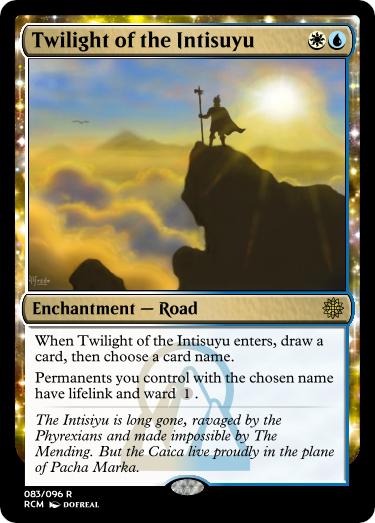 Twilight of the Intisuyu
Enchantment — Road
When Twilight of the Intisuyu enters, draw a
card, then choose a card name.
Permanents you control with the chosen name
have lifelink and ward 1.
The Intisiyu is long gone, ravaged by the
Phyrexians and made impossible by The
Mending. But the Caica live proudly in the plane
of Pacha Marka.
083/096 R
RCM DOFREAL